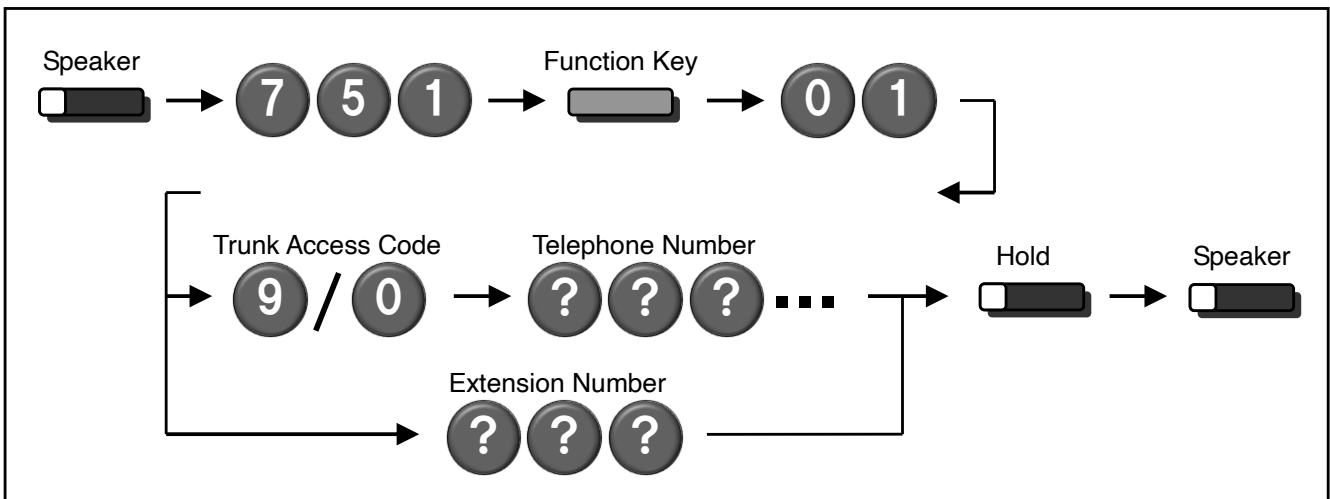 Speaker
Function Key
7 5 1
0 1
Trunk Access Code
Telephone Number
Hold
Speaker
9 / 0
? ? ? ...
Extension Number
? ? ?